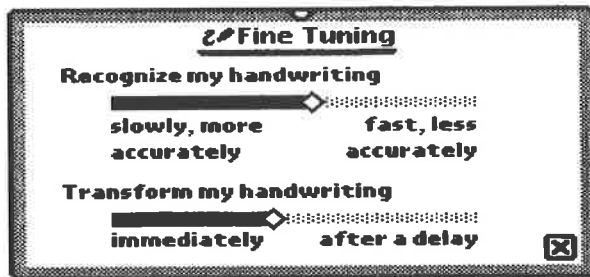 Fine Tuning
Recognize my handwriting
slowly, more fast, less
accurately accurately
Transform my handwriting
immediately after a delay